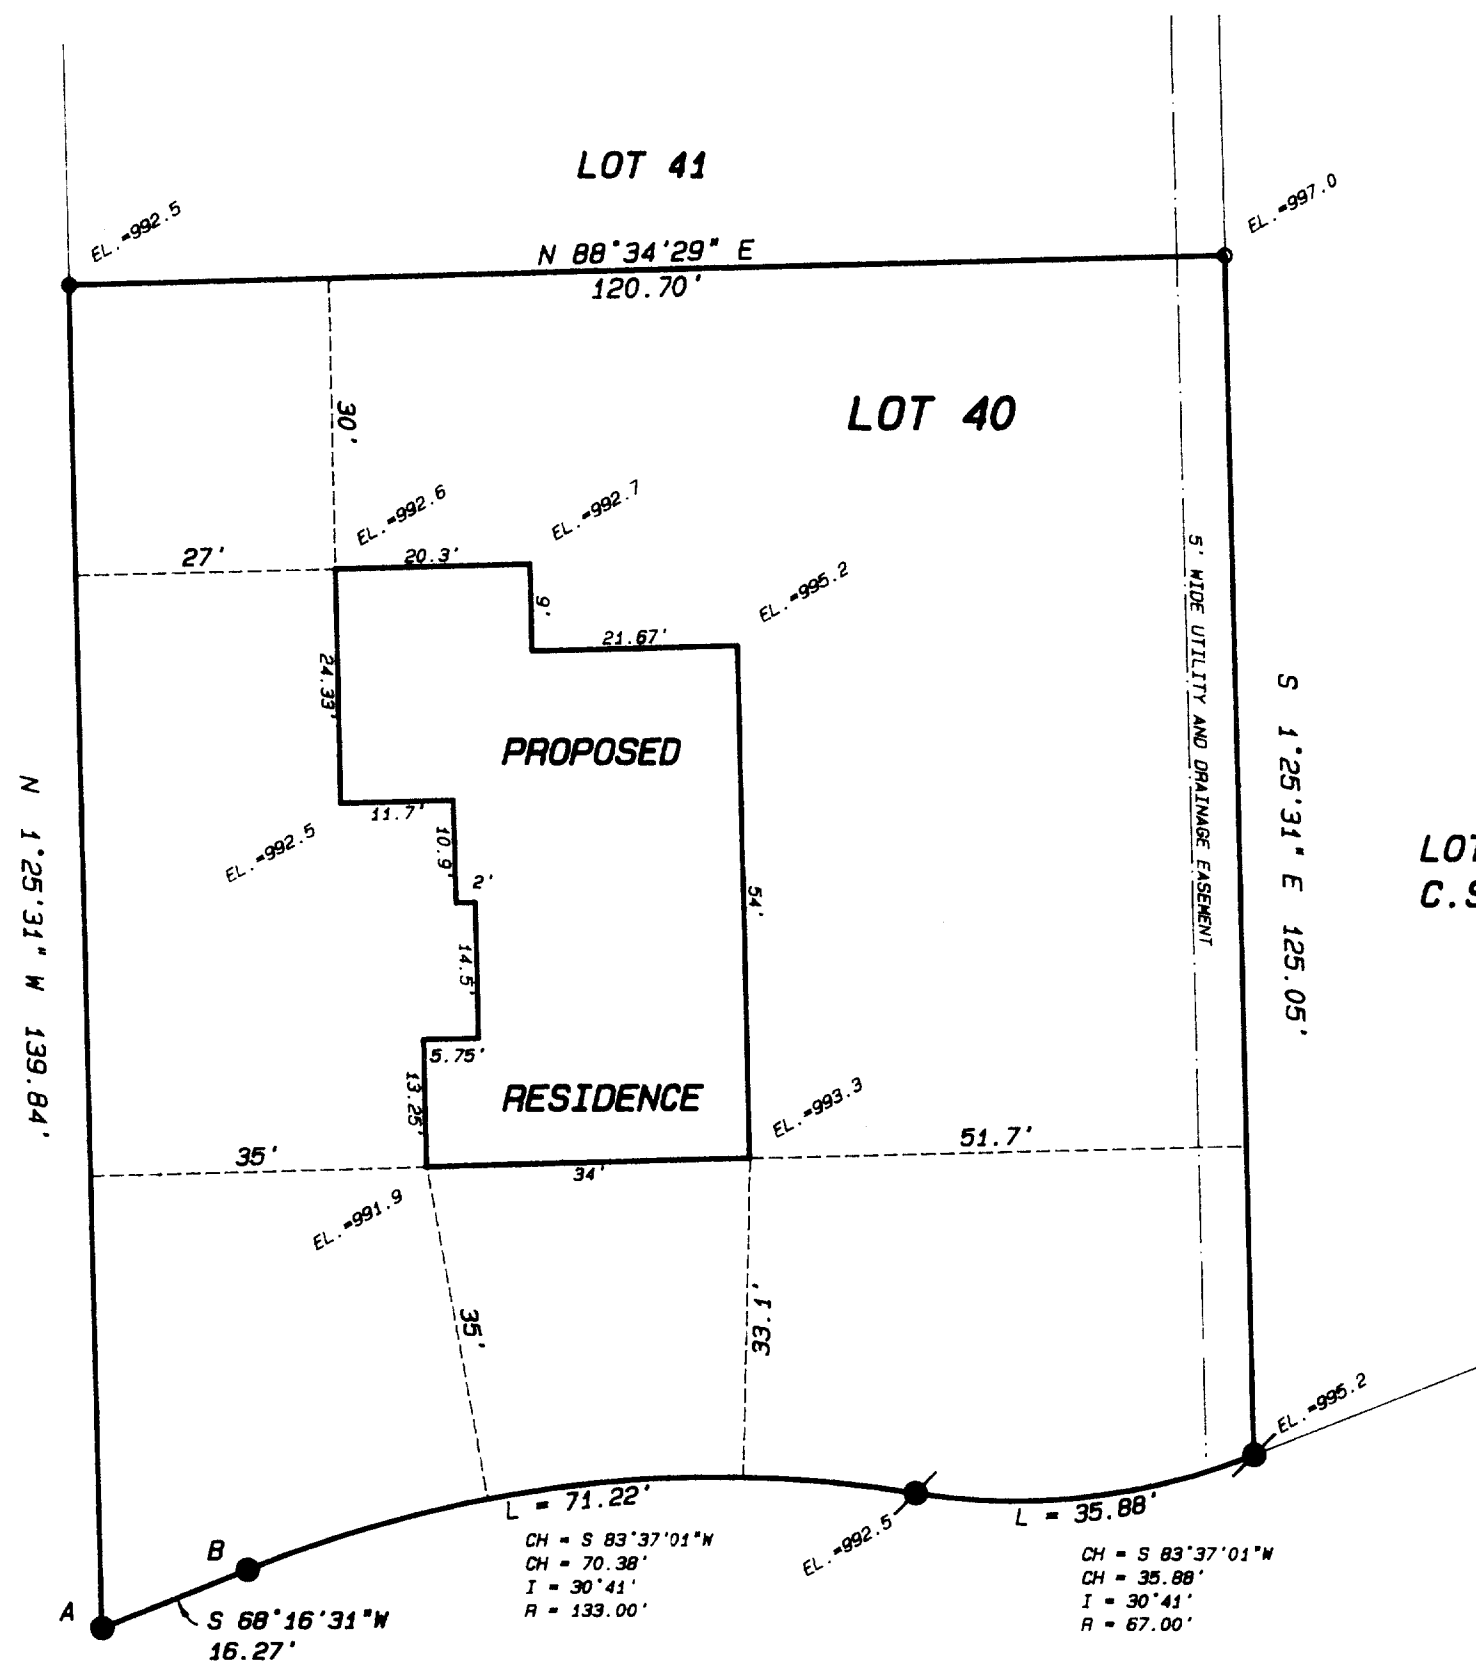 LOT 41
EL.=992.5
EL.=997.0
N 88°34'29" E
120.70'
LOT 40
30'
EL.=992.6
EL.=992.7
27'
20.3'
9'
EL.=995.2
21.67'
5' WIDE UTILITY AND DRAINAGE EASEMENT
24.33'
S 1°25'31" E 125.05'
PROPOSED
N 1°25'31" W 139.84'
11.7'
10.9'
EL.=992.5
2'
54'
LOT
C.S
14.5'
5.75'
13.25'
RESIDENCE
EL.=993.3
51.7'
35'
34'
EL.=991.9
35'
33.1'
EL.=995.2
L = 71.22'
L = 35.88'
EL.=992.5
CH = S 83°37'01"W
CH = 70.38'
I = 30°41'
R = 133.00'
CH = S 83°37'01"W
CH = 35.88'
I = 30°41'
R = 67.00'
B
A
S 68°16'31"W
16.27'